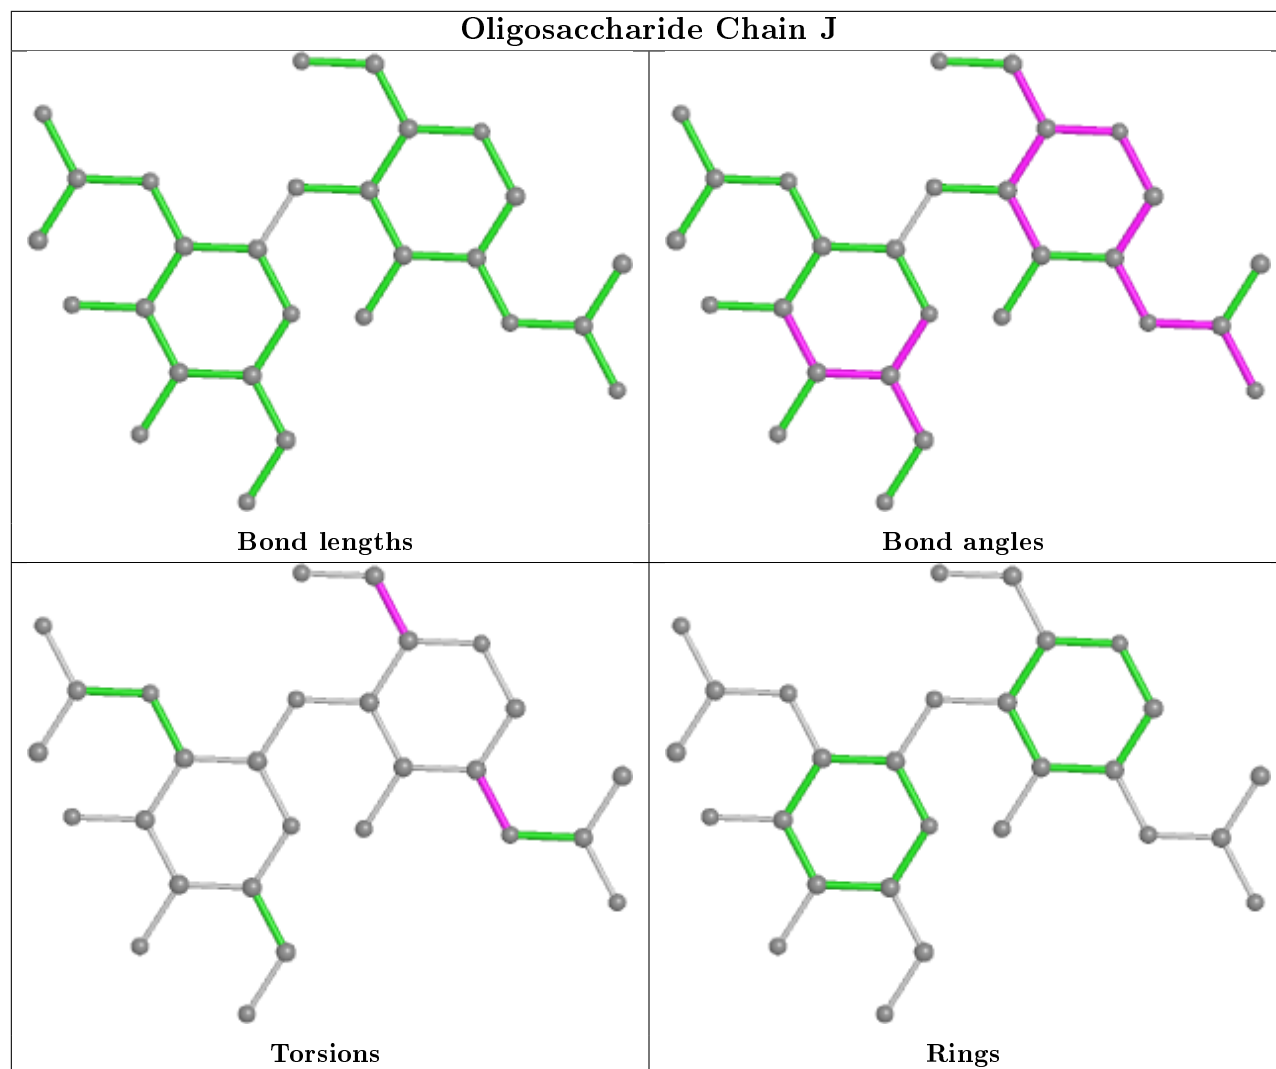 Oligosaccharide Chain J
Bond lengths
Bond angles
Torsions
Rings